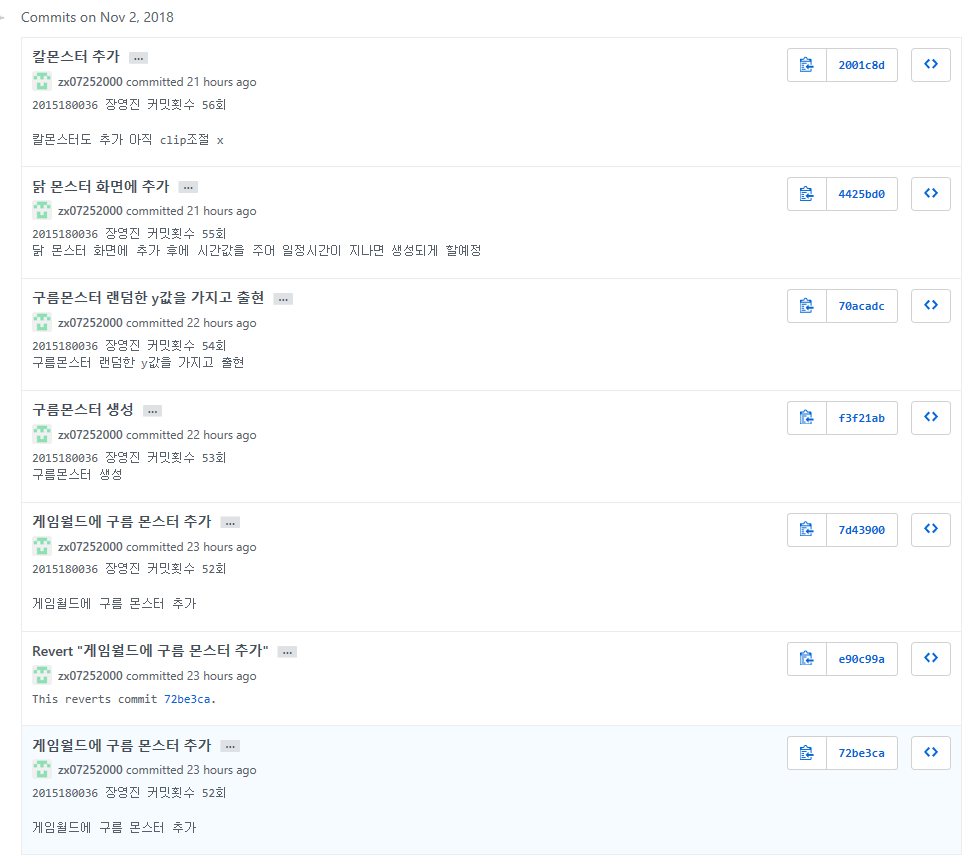 Commits on Nov 2, 2018
칼몬스터 추가 …
zx07252000 committed 21 hours ago
2001c8d
2015180036 장영진 커밋횟수 56회
칼몬스터도 추가 아직 clip조절 x
닭 몬스터 화면에 추가 …
zx07252000 committed 21 hours ago
4425bd0
2015180036 장영진 커밋횟수 55회
닭 몬스터 화면에 추가 후에 시간값을 주어 일정시간이 지나면 생성되게 할예정
구름몬스터 랜덤한 y값을 가지고 출현 …
zx07252000 committed 22 hours ago
70acadc
2015180036 장영진 커밋횟수 54회
구름몬스터 랜덤한 y값을 가지고 출현
구름몬스터 생성 …
zx07252000 committed 22 hours ago
f3f21ab
2015180036 장영진 커밋횟수 53회
구름몬스터 생성
게임월드에 구름 몬스터 추가 …
zx07252000 committed 23 hours ago
7d43900
2015180036 장영진 커밋횟수 52회
게임월드에 구름 몬스터 추가
Revert "게임월드에 구름 몬스터 추가" …
zx07252000 committed 23 hours ago
e90c99a
This reverts commit 72be3ca.
게임월드에 구름 몬스터 추가 …
zx07252000 committed 23 hours ago
72be3ca
2015180036 장영진 커밋횟수 52회
게임월드에 구름 몬스터 추가